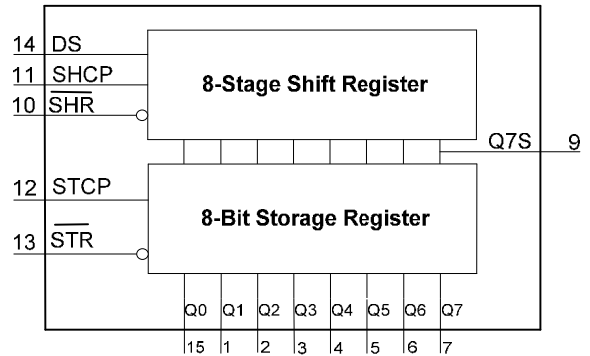 14 DS
11 SHCP
10 SHR
8-Stage Shift Register
Q7S 9
12 STCP
13 STR
8-Bit Storage Register
Q0 Q1 Q2 Q3 Q4 Q5 Q6 Q7
15 1 2 3 4 5 6 7